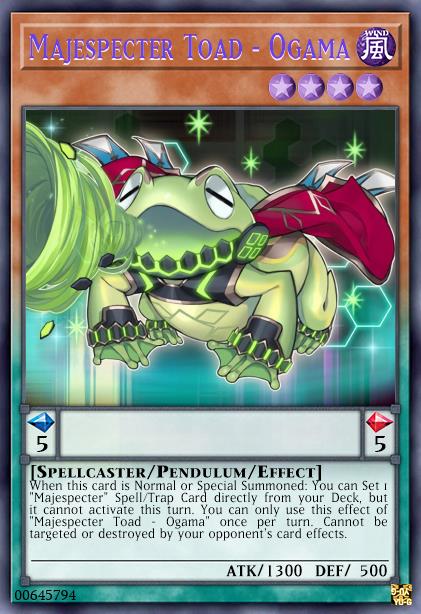 Majespecter Toad - Ogama
WIND
風
5 5
[Spellcaster/Pendulum/Effect]
When this card is Normal or Special Summoned: You can Set 1
"Majespecter" Spell/Trap Card directly from your Deck, but
it cannot activate this turn. You can only use this effect of
"Majespecter Toad - Ogama" once per turn. Cannot be
targeted or destroyed by your opponent's card effects.
ATK/1300 DEF/ 500
00645794